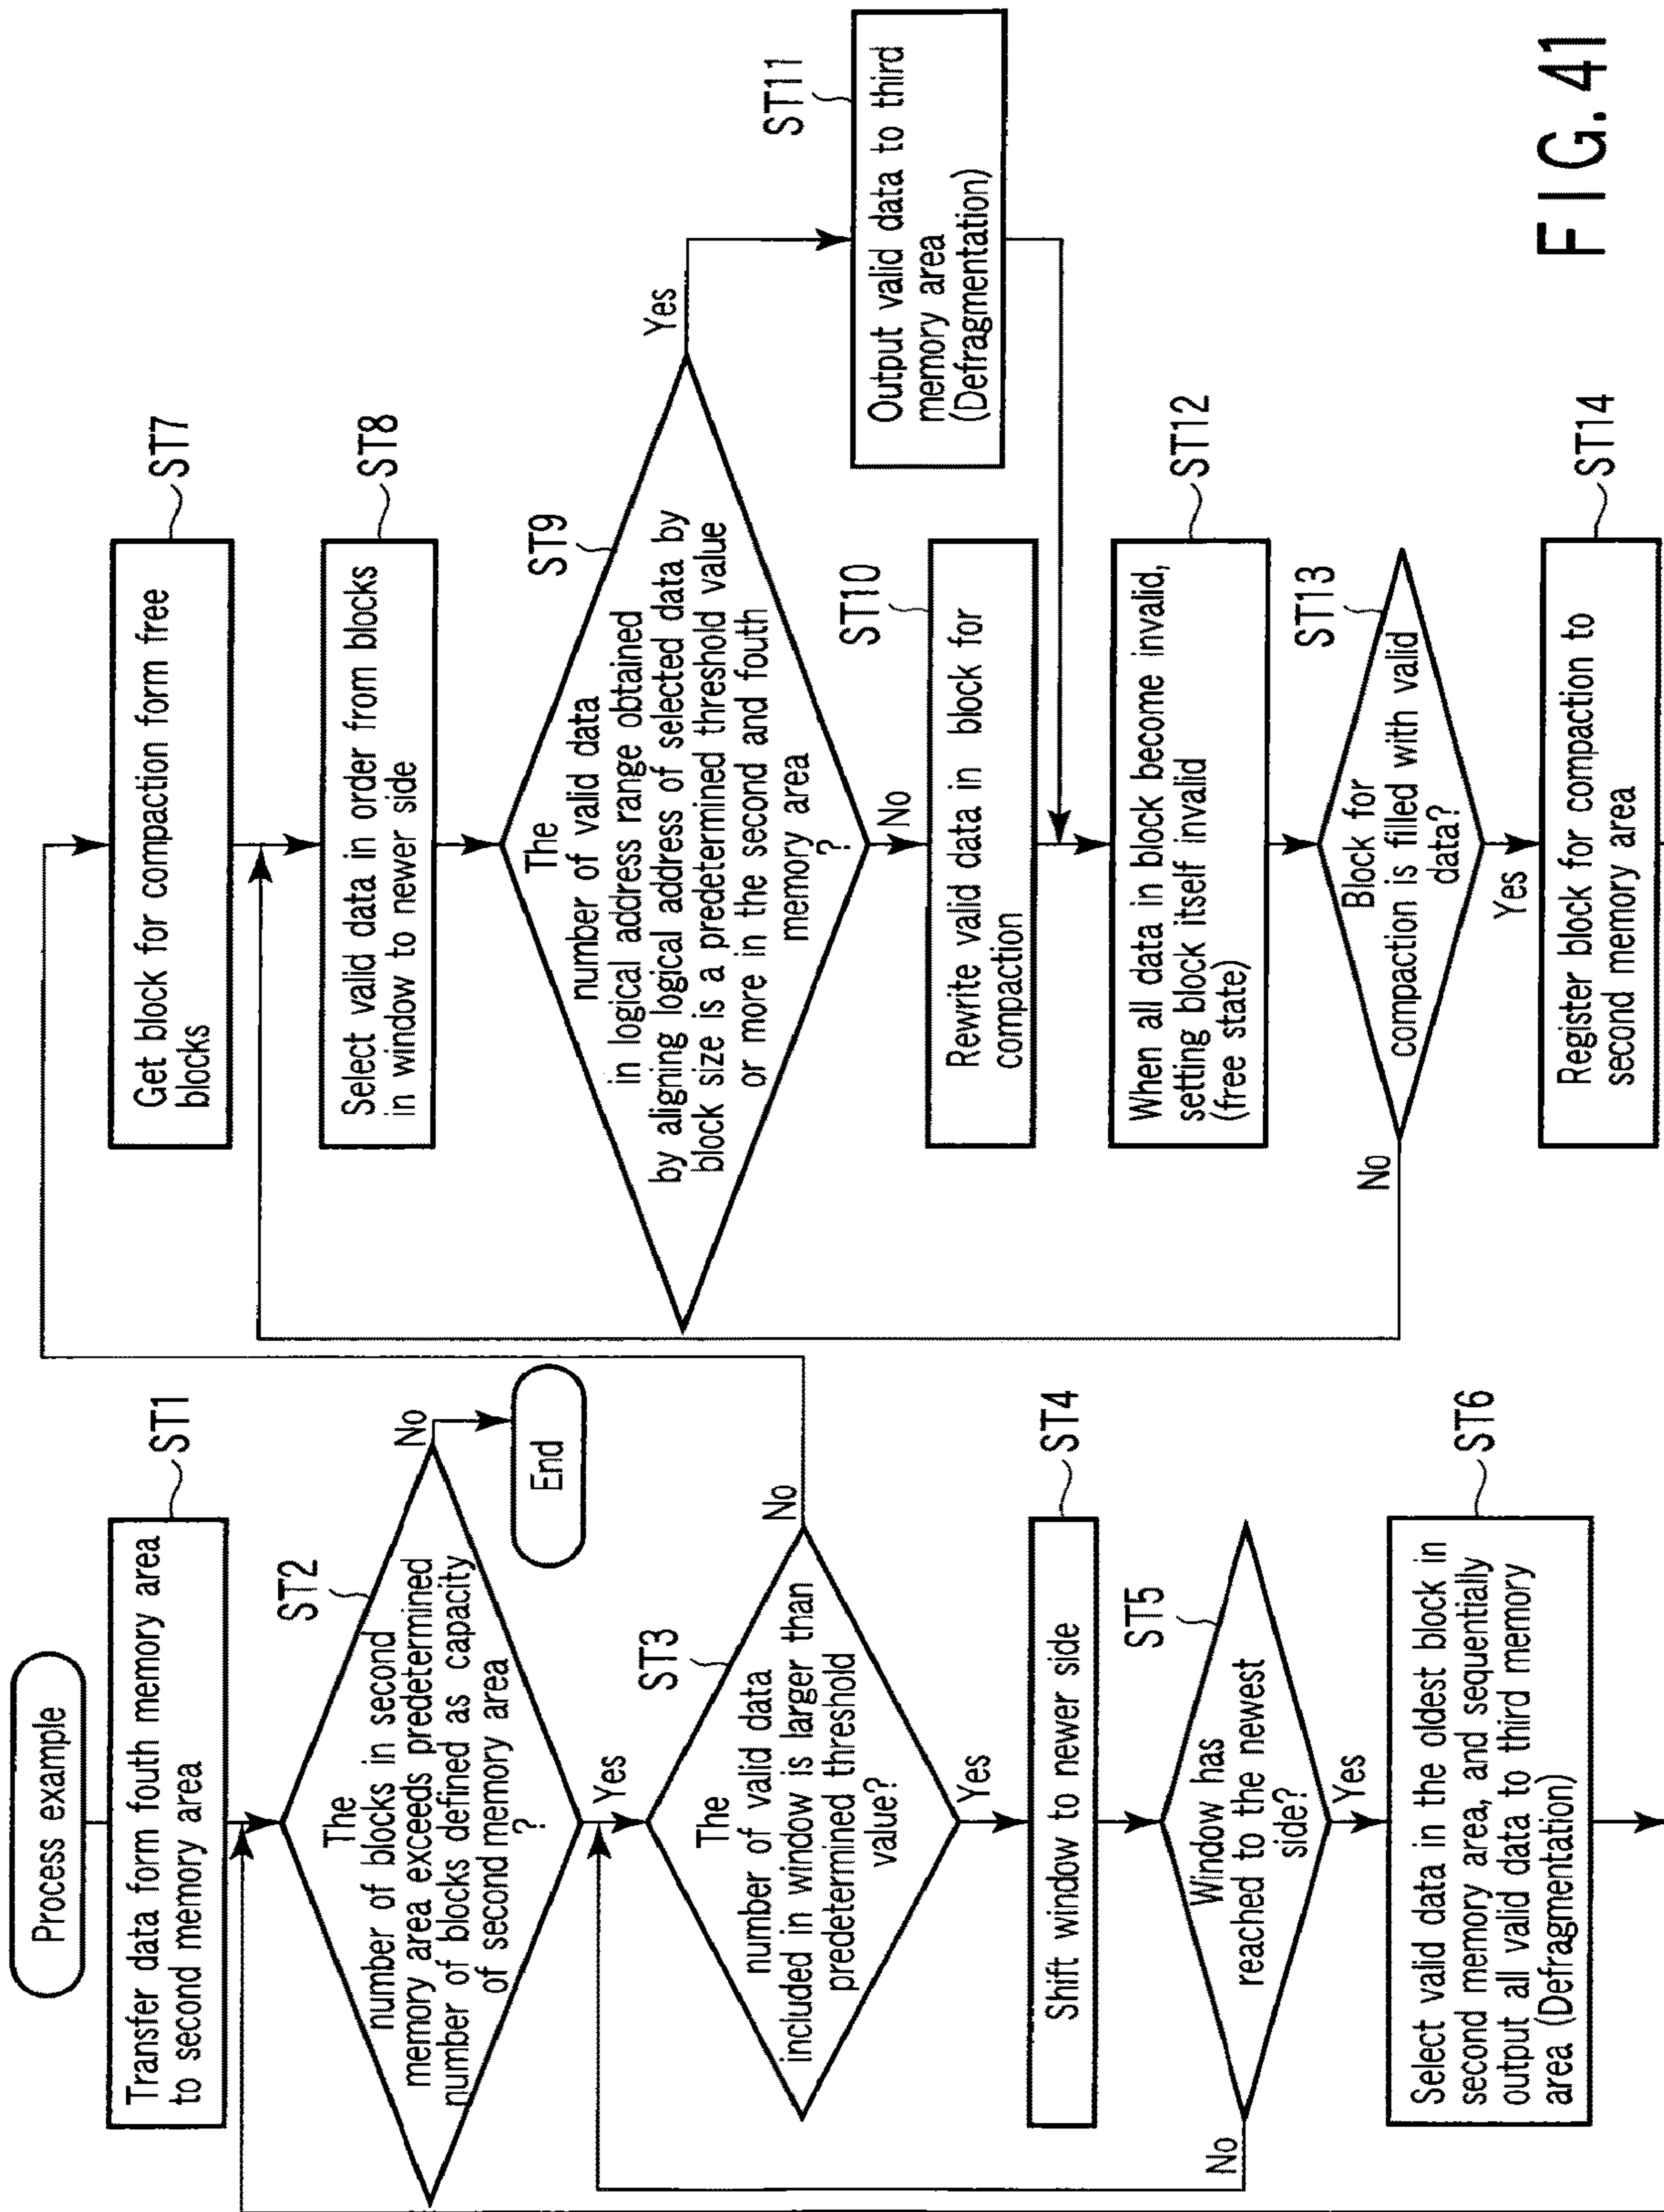 Process example
Transfer data form fouth memory area
to second memory area
ST1
ST2
The
number of blocks in second
memory area exceeds predetermined
number of blocks defined as capacity
of second memory area
?
No
End
Yes
ST3
The
number of valid data
included in window is larger than
predetermined threshold
value?
No
Yes
Shift window to newer side
ST4
ST5
Window has
reached to the newest
side?
No
Yes
Select valid data in the oldest block in
second memory area, and sequentially
output all valid data to third memory
area (Defragmentation)
ST6
Get block for compaction form free
blocks
ST7
Select valid data in order from blocks
in window to newer side
ST8
ST9
The
number of valid data
in logical address range obtained
by aligning logical address of selected data by
block size is a predetermined threshold value
or more in the second and fouth
memory area
?
Yes
No
ST10
Rewrite valid data in block for
compaction
ST11
Output valid data to third
memory area
(Defragmentation)
When all data in block become invalid,
setting block itself invalid
(free state)
ST12
ST13
Block for
compaction is filled with valid
data?
No
Yes
Register block for compaction to
second memory area
ST14
FIG. 41